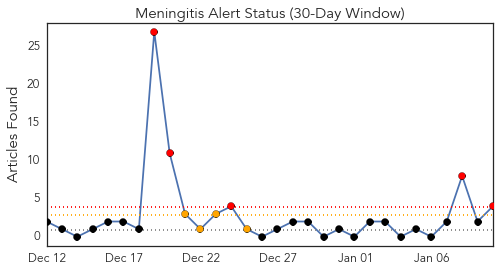 Meningitis Alert Status (30-Day Window)
Articles Found
25
20
15
10
5
0
Dec 12 Dec 17 Dec 22 Dec 27 Jan 01 Jan 06